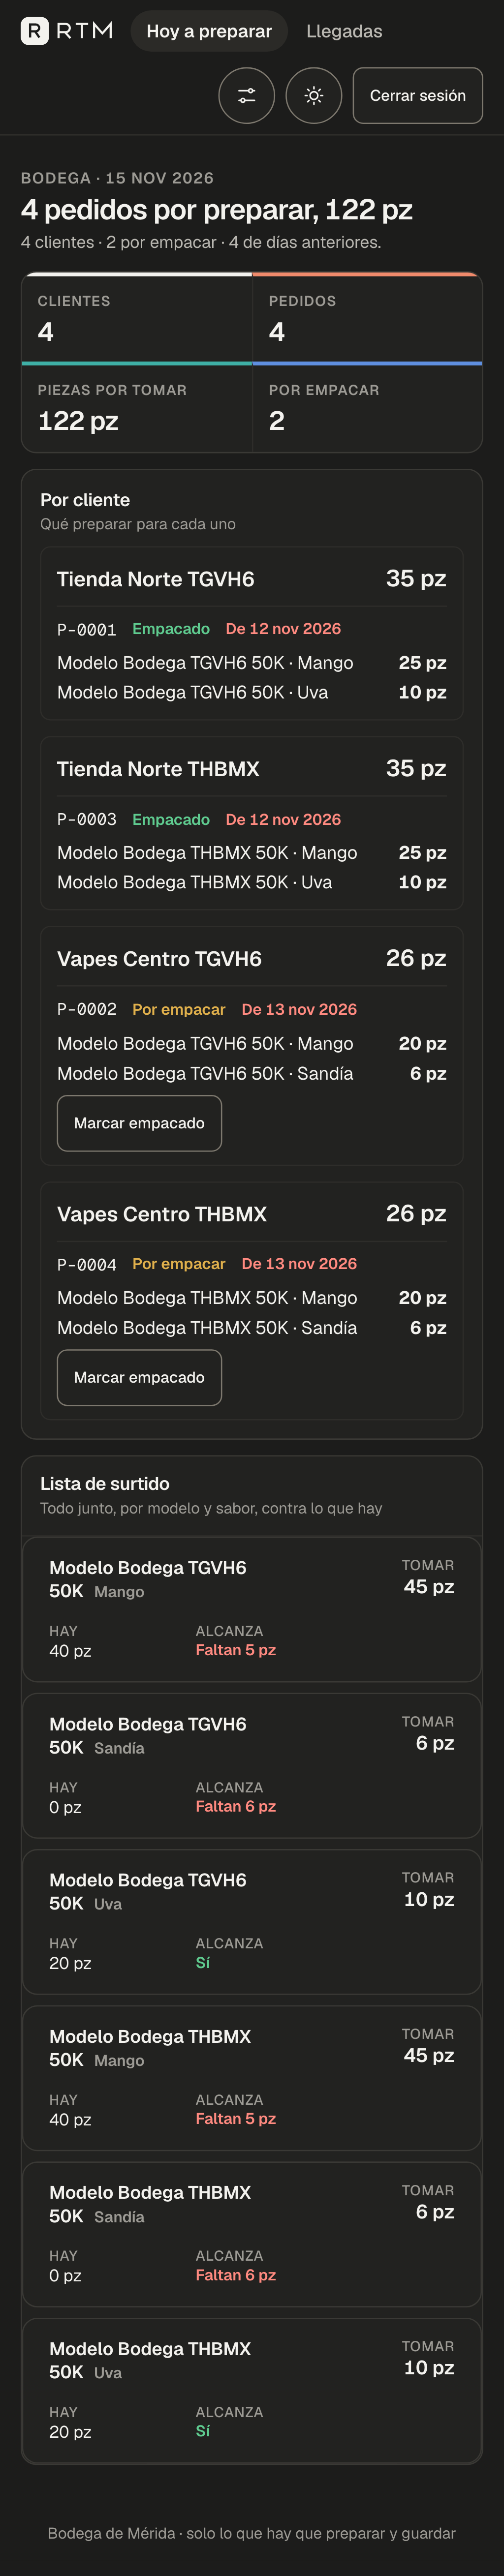 R RTM Hoy a preparar Llegadas
Cerrar sesión
BODEGA · 15 NOV 2026
4 pedidos por preparar, 122 pz
4 clientes · 2 por empacar · 4 de días anteriores.
CLIENTES
4
PEDIDOS
4
PIEZAS POR TOMAR
122 pz
POR EMPACAR
2
Por cliente
Qué preparar para cada uno
Tienda Norte TGVH6 35 pz
P-0001 Empacado De 12 nov 2026
Modelo Bodega TGVH6 50K · Mango 25 pz
Modelo Bodega TGVH6 50K · Uva 10 pz
Tienda Norte THBMX 35 pz
P-0003 Empacado De 12 nov 2026
Modelo Bodega THBMX 50K · Mango 25 pz
Modelo Bodega THBMX 50K · Uva 10 pz
Vapes Centro TGVH6 26 pz
P-0002 Por empacar De 13 nov 2026
Modelo Bodega TGVH6 50K · Mango 20 pz
Modelo Bodega TGVH6 50K · Sandía 6 pz
Marcar empacado
Vapes Centro THBMX 26 pz
P-0004 Por empacar De 13 nov 2026
Modelo Bodega THBMX 50K · Mango 20 pz
Modelo Bodega THBMX 50K · Sandía 6 pz
Marcar empacado
Lista de surtido
Todo junto, por modelo y sabor, contra lo que hay
Modelo Bodega TGVH6
50K Mango
TOMAR
45 pz
HAY
40 pz
ALCANZA
Faltan 5 pz
Modelo Bodega TGVH6
50K Sandía
TOMAR
6 pz
HAY
0 pz
ALCANZA
Faltan 6 pz
Modelo Bodega TGVH6
50K Uva
TOMAR
10 pz
HAY
20 pz
ALCANZA
Sí
Modelo Bodega THBMX
50K Mango
TOMAR
45 pz
HAY
40 pz
ALCANZA
Faltan 5 pz
Modelo Bodega THBMX
50K Sandía
TOMAR
6 pz
HAY
0 pz
ALCANZA
Faltan 6 pz
Modelo Bodega THBMX
50K Uva
TOMAR
10 pz
HAY
20 pz
ALCANZA
Sí
Bodega de Mérida · solo lo que hay que preparar y guardar